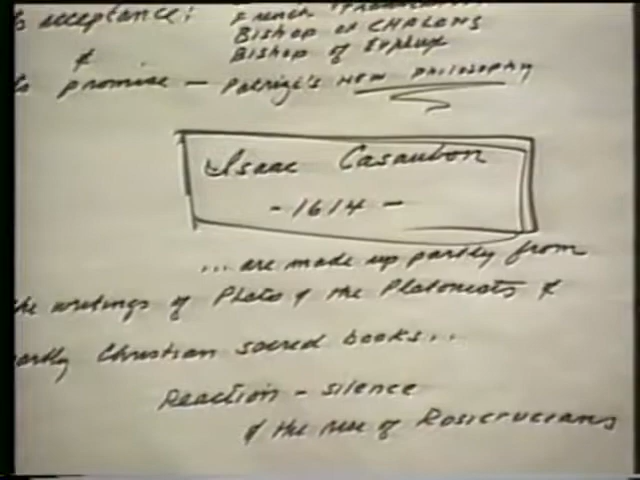 acceptance: French
Bishop of CHALONS
& Bishop of Evreux
promise — Patrizi's NEW PHILOSOPHY
Isaac Casaubon
- 1614 -
... are made up partly from
the writings of Plato & the Platonists &
partly Christian sacred books...
Reaction - silence
& the rise of Rosicrucians